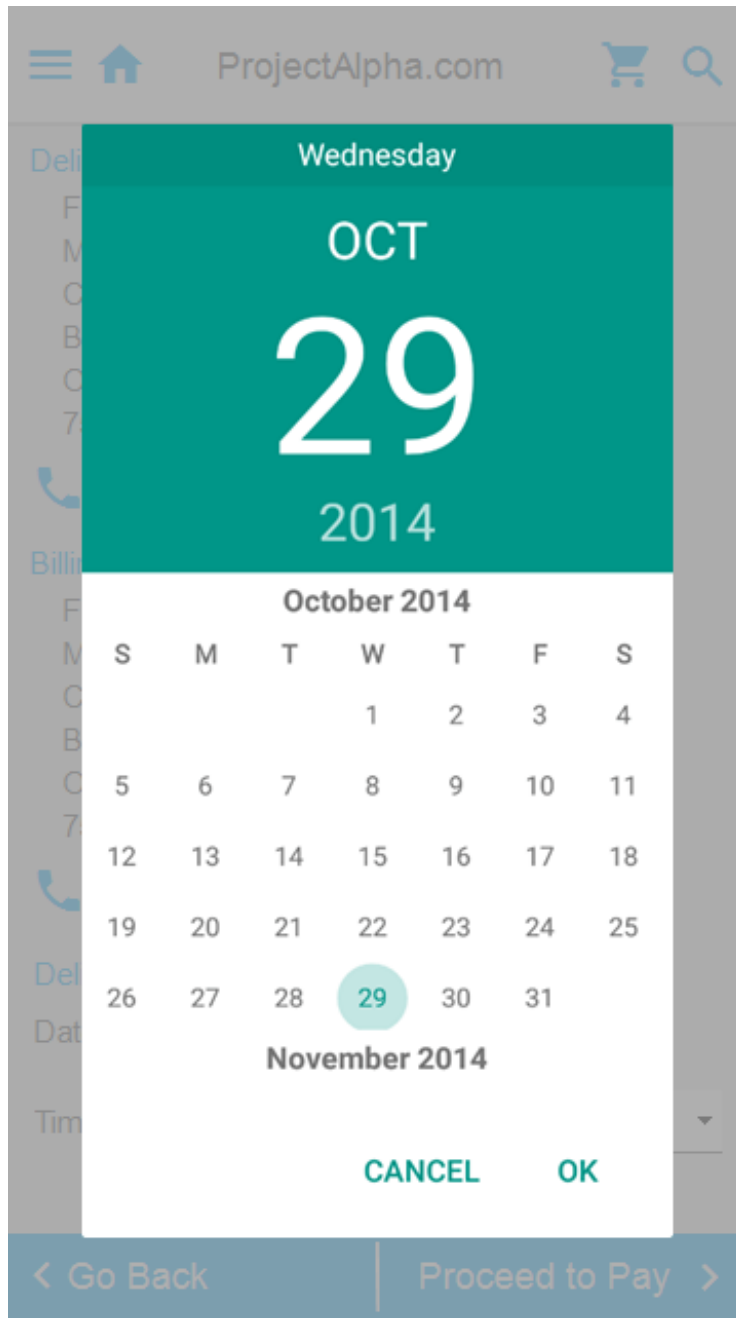 ProjectAlpha.com
Wednesday
OCT
29
2014
October 2014
S M T W T F S
1 2 3 4
5 6 7 8 9 10 11
12 13 14 15 16 17 18
19 20 21 22 23 24 25
26 27 28 29 30 31
November 2014
CANCEL OK
Go Back Proceed to Pay